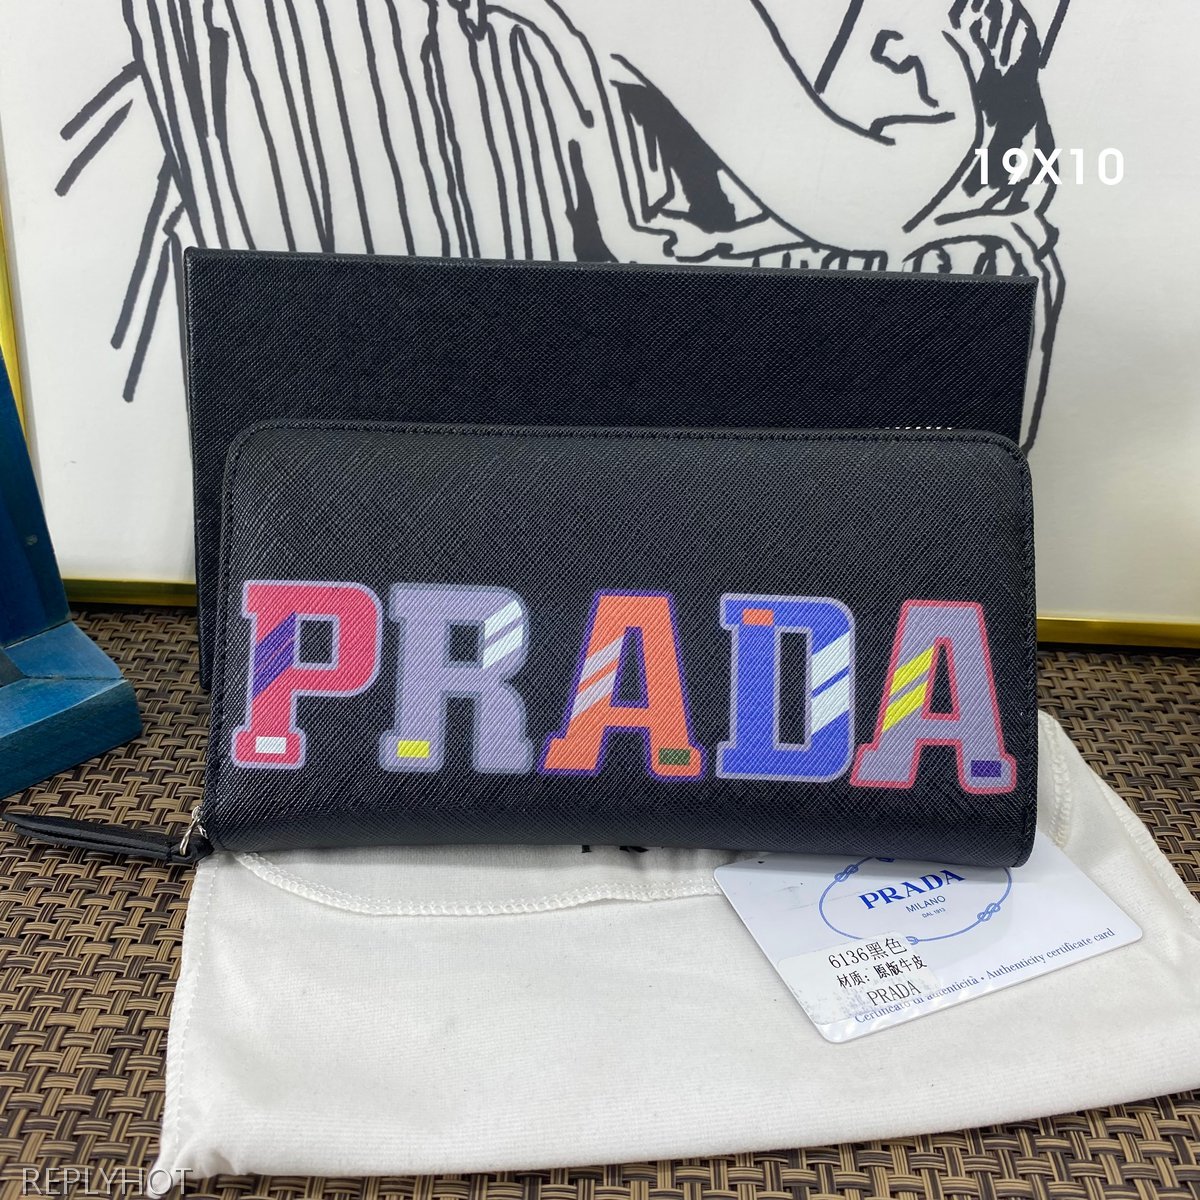 19X10
PRADA
PRADA
MILANO
DAL 1913
6136黑色
材质：原版牛皮
PRADA
Certificato di autenticità • Authenticity certificate card
REPLYHOT